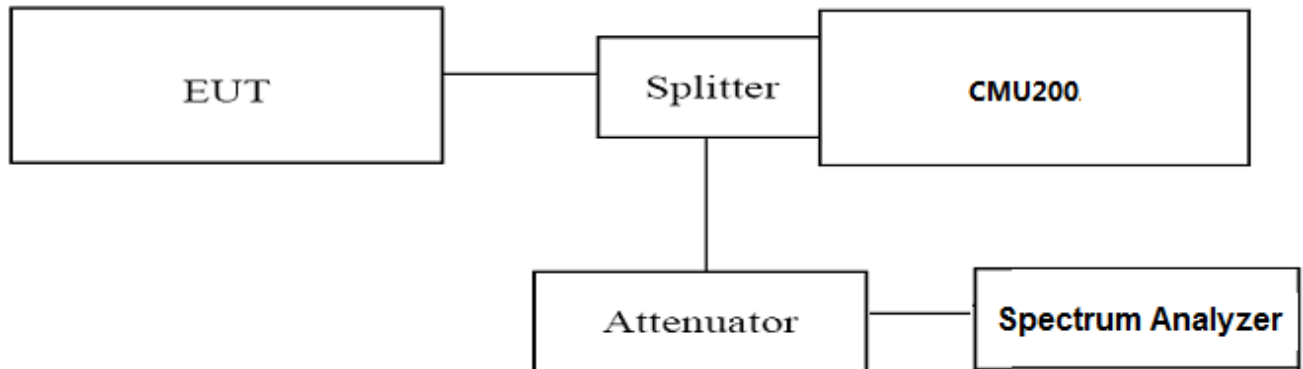 EUT
Splitter
CMU200
Attenuator
Spectrum Analyzer